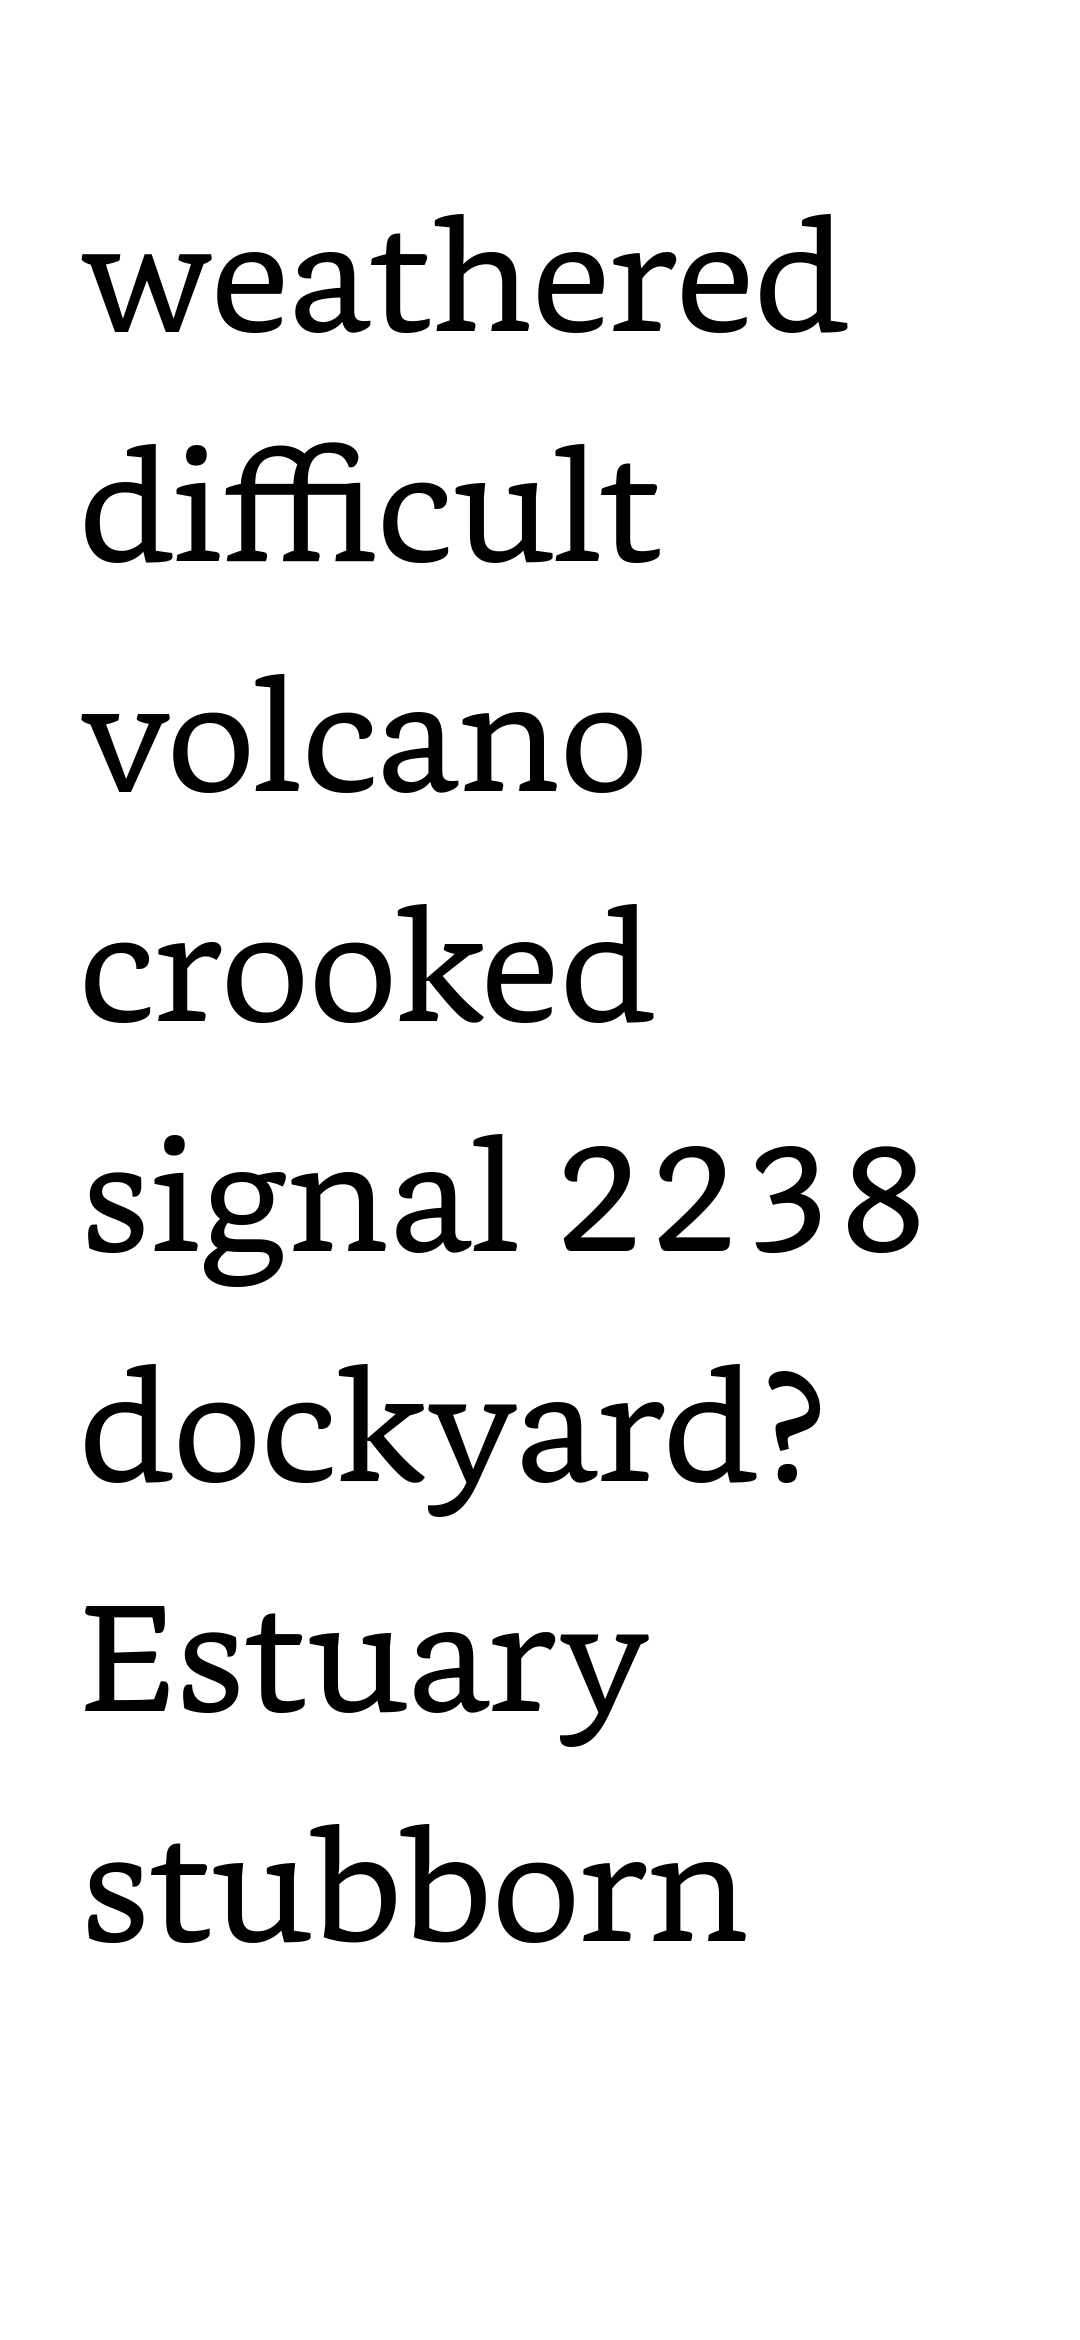 weathered
difficult
volcano
crooked
signal 2238
dockyard?
Estuary
stubborn